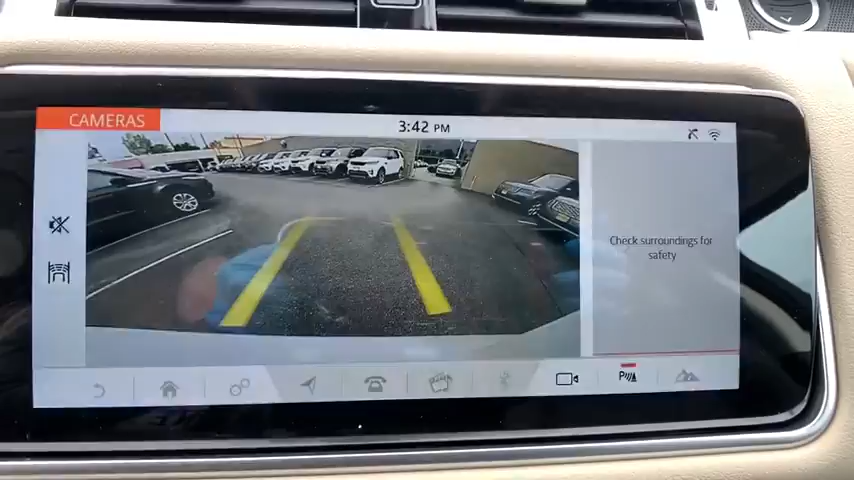 CAMERAS
3:42 PM
Check surroundings for
safety
P